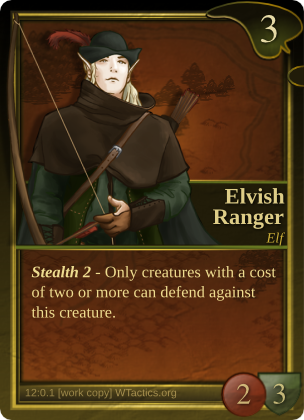 3
Elvish
Ranger
Elf
Stealth 2 - Only creatures with a cost
of two or more can defend against
this creature.
12:0.1 [work copy] WTactics.org
2 3